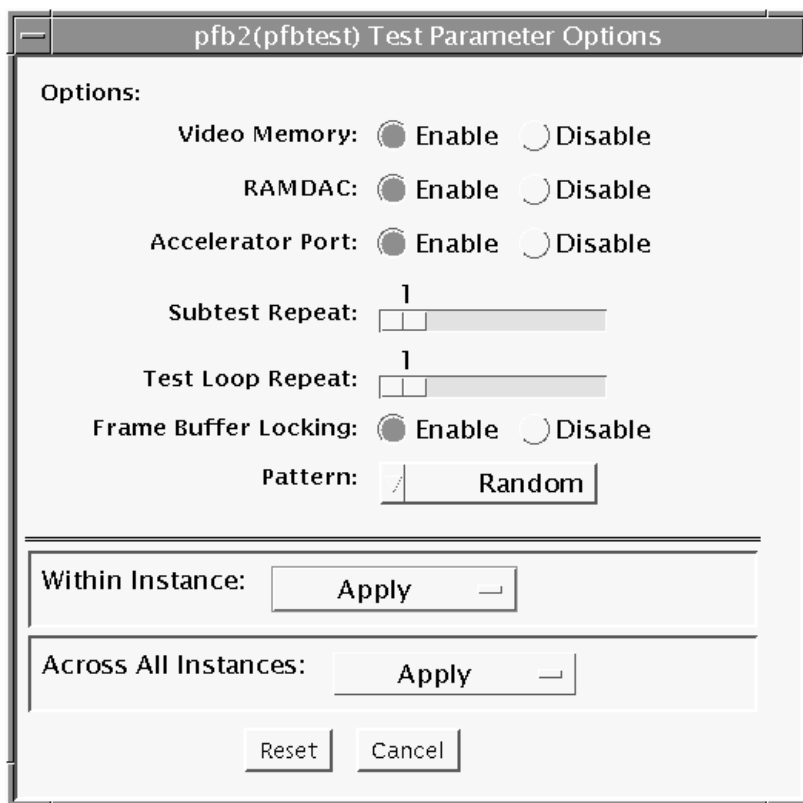 pfb2(pfbtest) Test Parameter Options
Options:
Video Memory: Enable Disable
RAMDAC: Enable Disable
Accelerator Port: Enable Disable
1
Subtest Repeat:
1
Test Loop Repeat:
Frame Buffer Locking: Enable Disable
Pattern: Random
Within Instance: Apply
Across All Instances: Apply
Reset Cancel